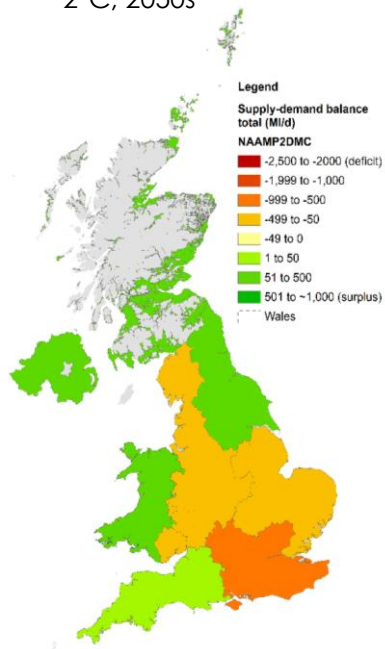 2°C, 2050s
Legend
Supply-demand balance
total (Ml/d)
NAAMP2DMC
-2,500 to -2000 (deficit)
-1,999 to -1,000
-999 to -500
-499 to -50
-49 to 0
1 to 50
51 to 500
501 to ~1,000 (surplus)
Wales